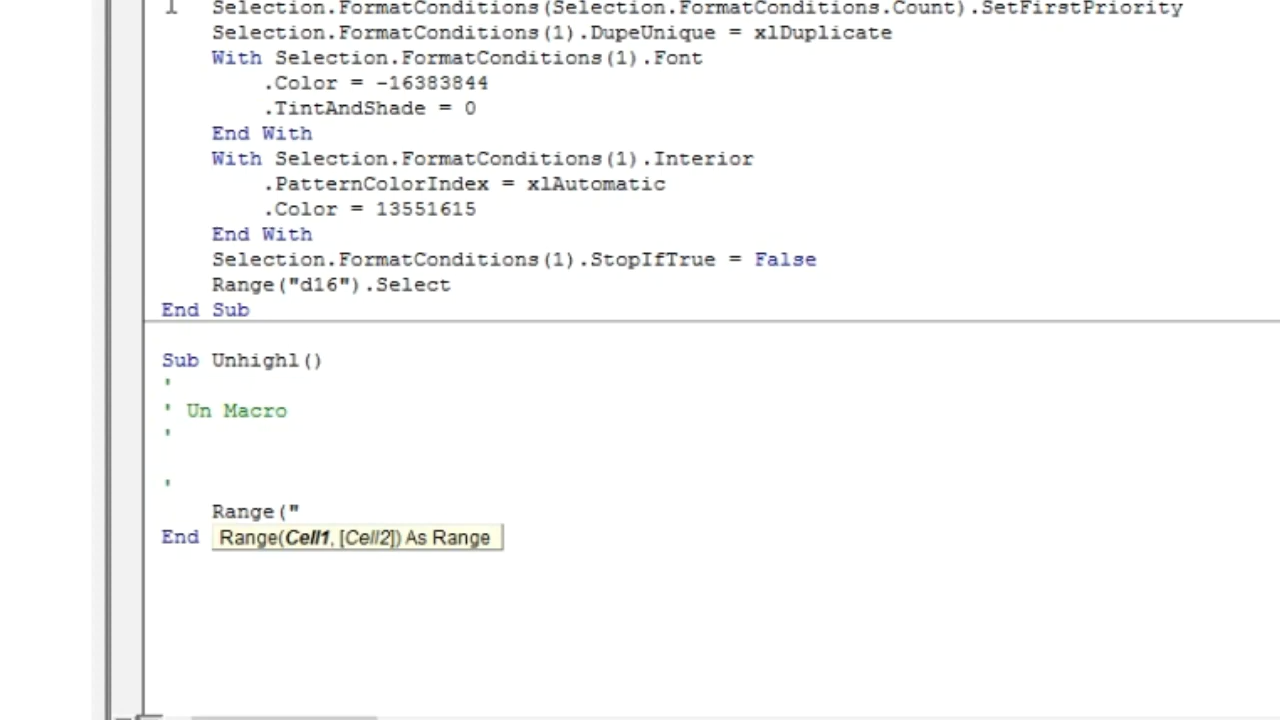 Selection.FormatConditions(Selection.FormatConditions.Count).SetFirstPriority
Selection.FormatConditions(1).DupeUnique = xlDuplicate
With Selection.FormatConditions(1).Font
.Color = -16383844
.TintAndShade = 0
End With
With Selection.FormatConditions(1).Interior
.PatternColorIndex = xlAutomatic
.Color = 13551615
End With
Selection.FormatConditions(1).StopIfTrue = False
Range("d16").Select
End Sub
Sub Unhighl()
'
' Un Macro
'
'
Range("
End
Range(Cell1, [Cell2]) As Range